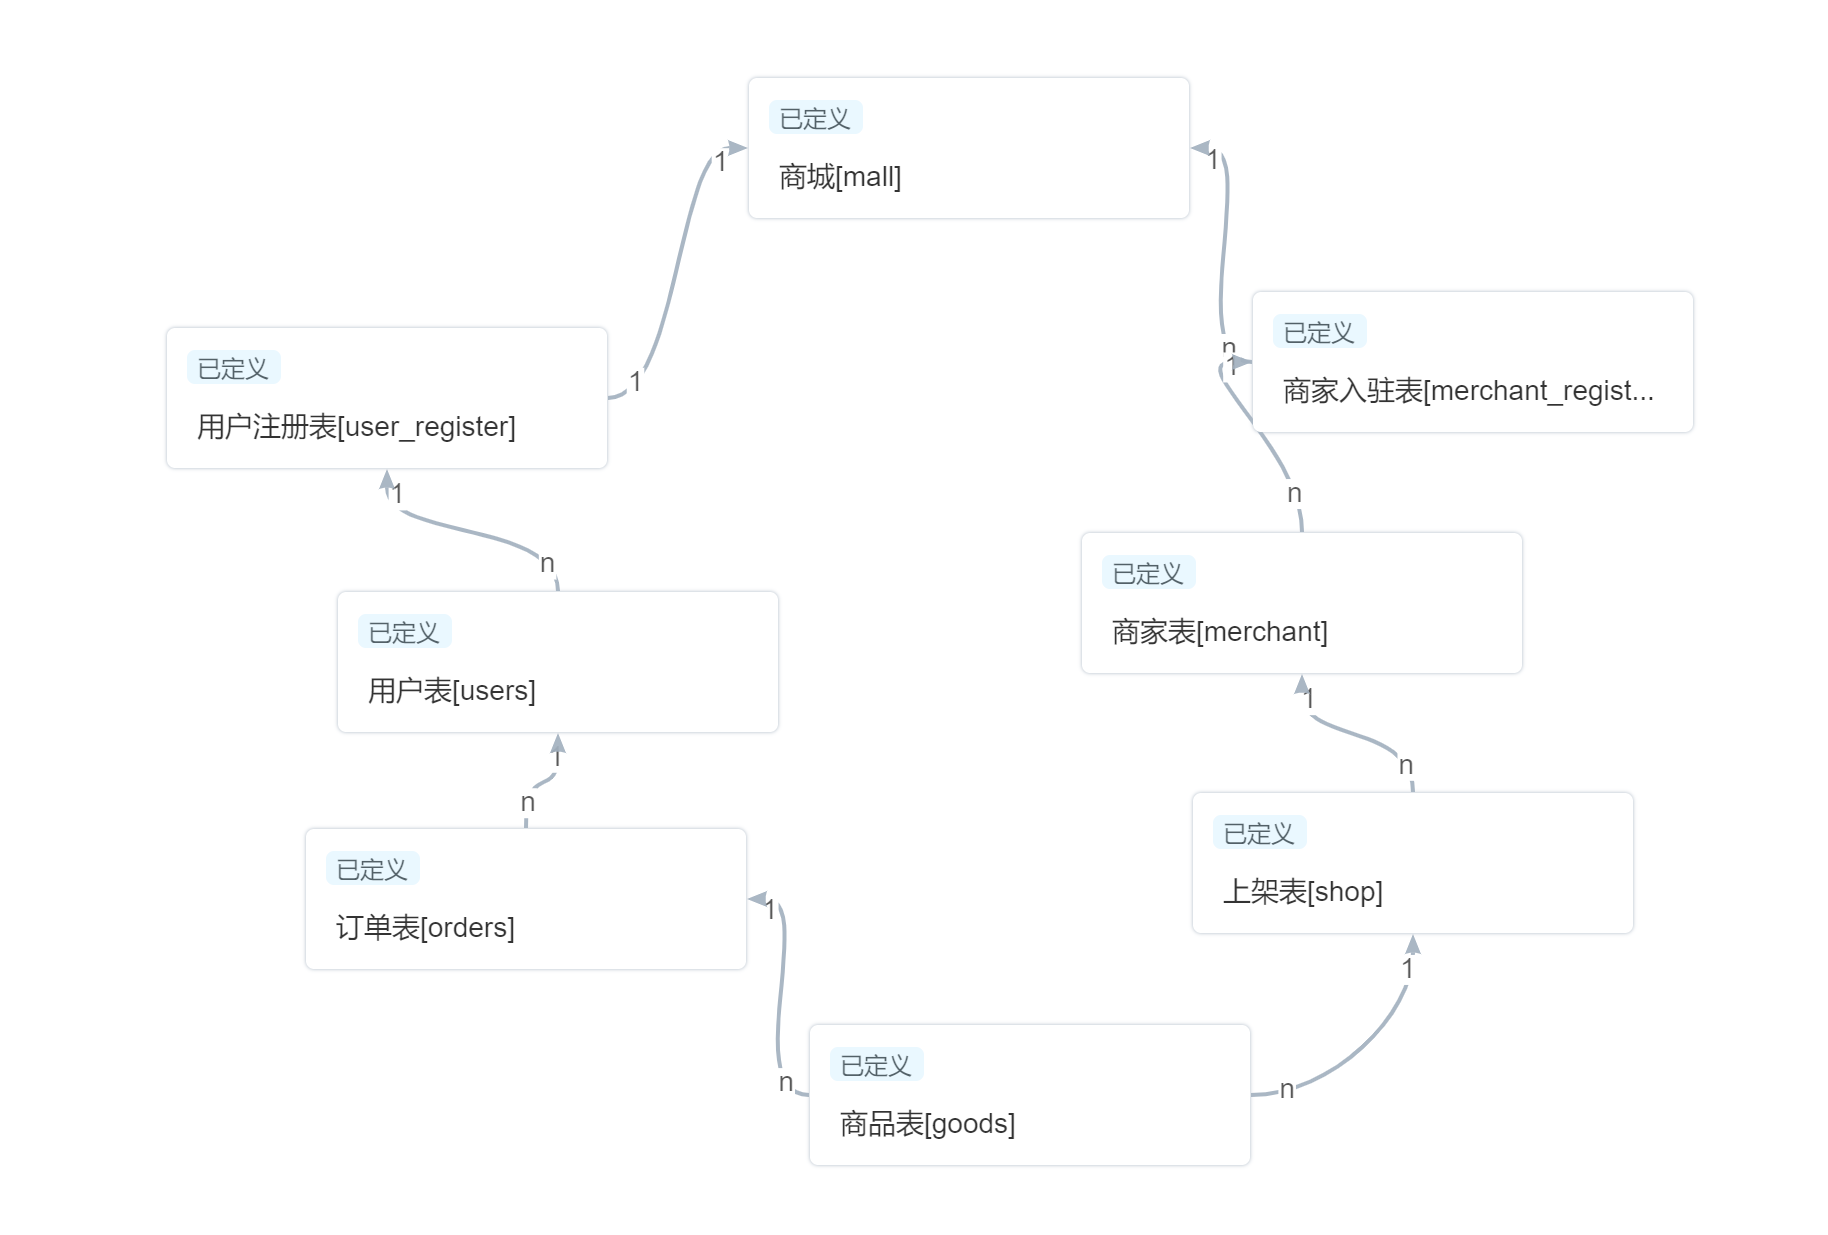 已定义
商城[mall]
1
1
已定义
商家入驻表[merchant_regist...
n
1
已定义
用户注册表[user_register]
1
1
n
n
已定义
商家表[merchant]
已定义
用户表[users]
1
n
1
n
已定义
上架表[shop]
已定义
订单表[orders]
1
1
n
n
已定义
商品表[goods]